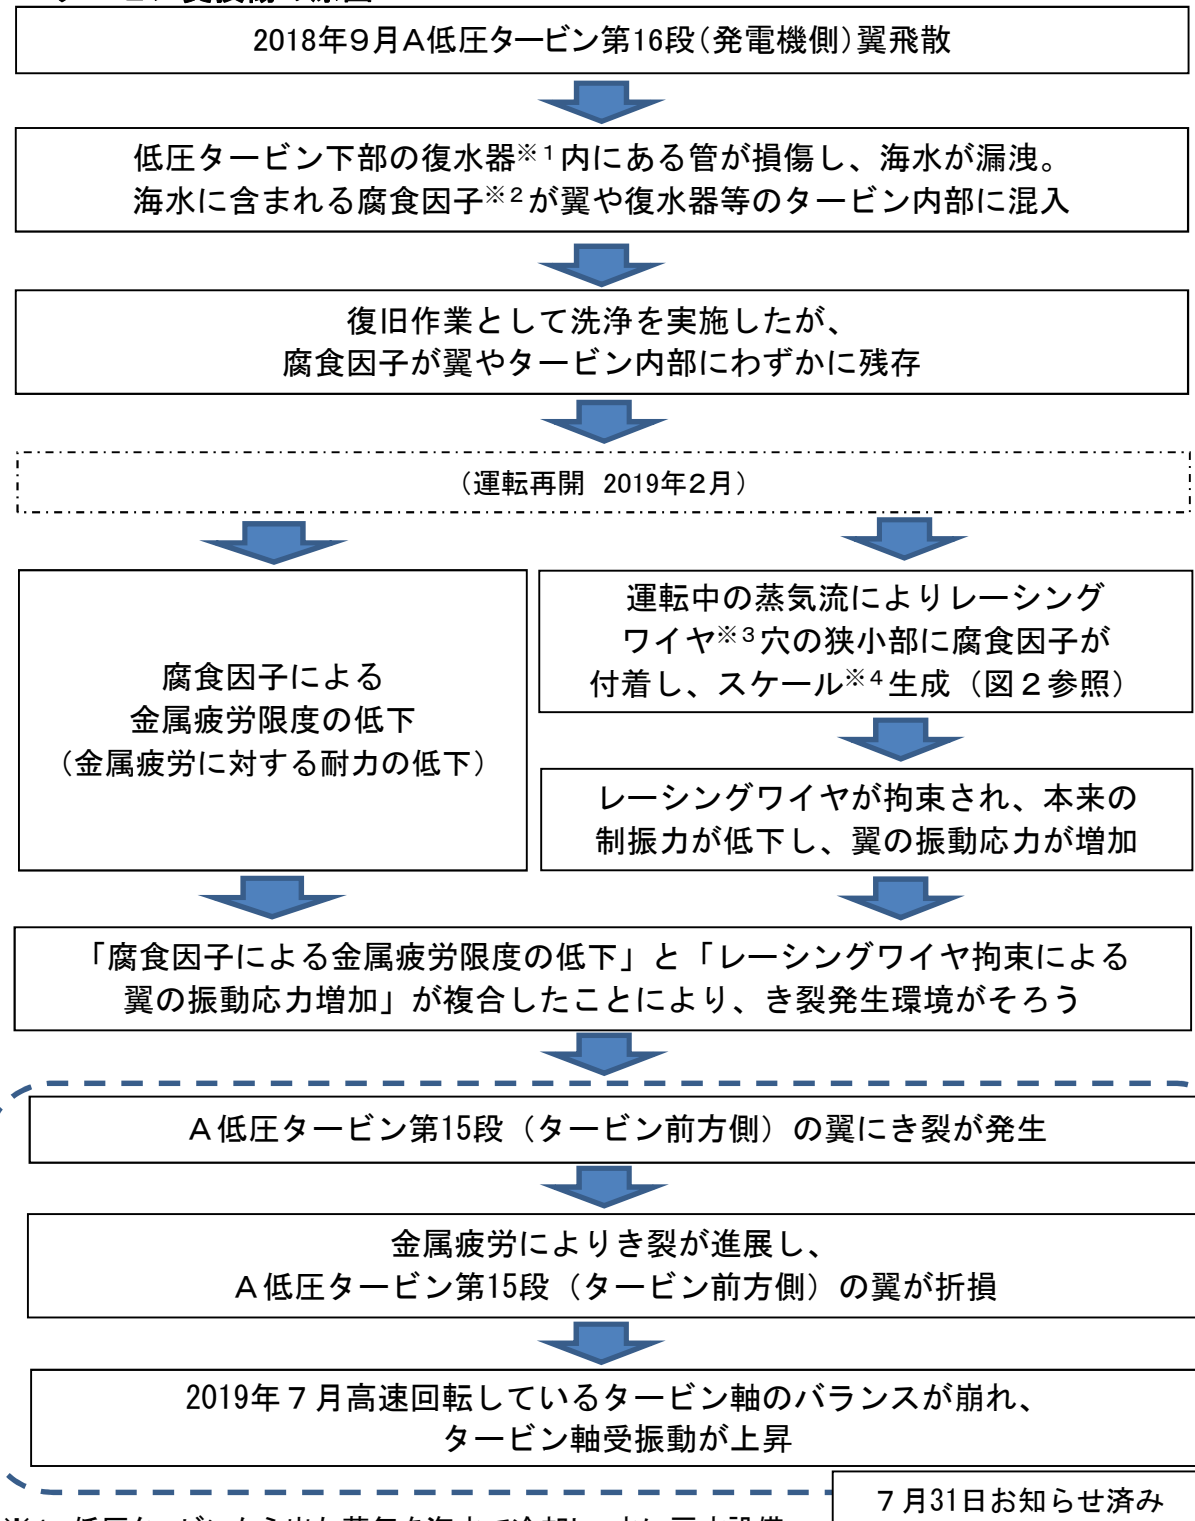 2018年９月Ａ低圧タービン第16段（発電機側）翼飛散
低圧タービン下部の復水器※１内にある管が損傷し、海水が漏洩。
海水に含まれる腐食因子※２が翼や復水器等のタービン内部に混入
復旧作業として洗浄を実施したが、
腐食因子が翼やタービン内部にわずかに残存
（運転再開 2019年２月）
腐食因子による
金属疲労限度の低下
（金属疲労に対する耐力の低下）
運転中の蒸気流によりレーシング
ワイヤ※３穴の狭小部に腐食因子が
付着し、スケール※４生成（図２参照）
レーシングワイヤが拘束され、本来の
制振力が低下し、翼の振動応力が増加
「腐食因子による金属疲労限度の低下」と「レーシングワイヤ拘束による
翼の振動応力増加」が複合したことにより、き裂発生環境がそろう
Ａ低圧タービン第15段（タービン前方側）の翼にき裂が発生
金属疲労によりき裂が進展し、
Ａ低圧タービン第15段（タービン前方側）の翼が折損
2019年７月高速回転しているタービン軸のバランスが崩れ、
タービン軸受振動が上昇
７月31日お知らせ済み